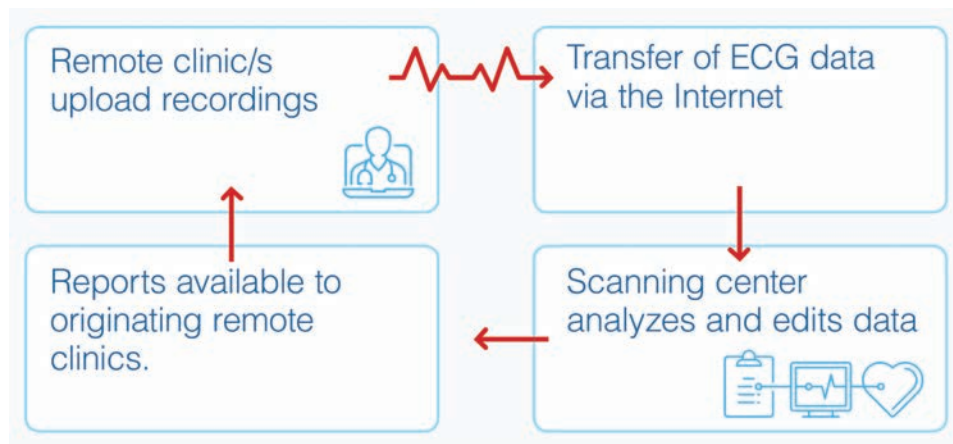 Remote clinic/s
upload recordings
Transfer of ECG data
via the Internet
Scanning center
analyzes and edits data
Reports available to
originating remote
clinics.